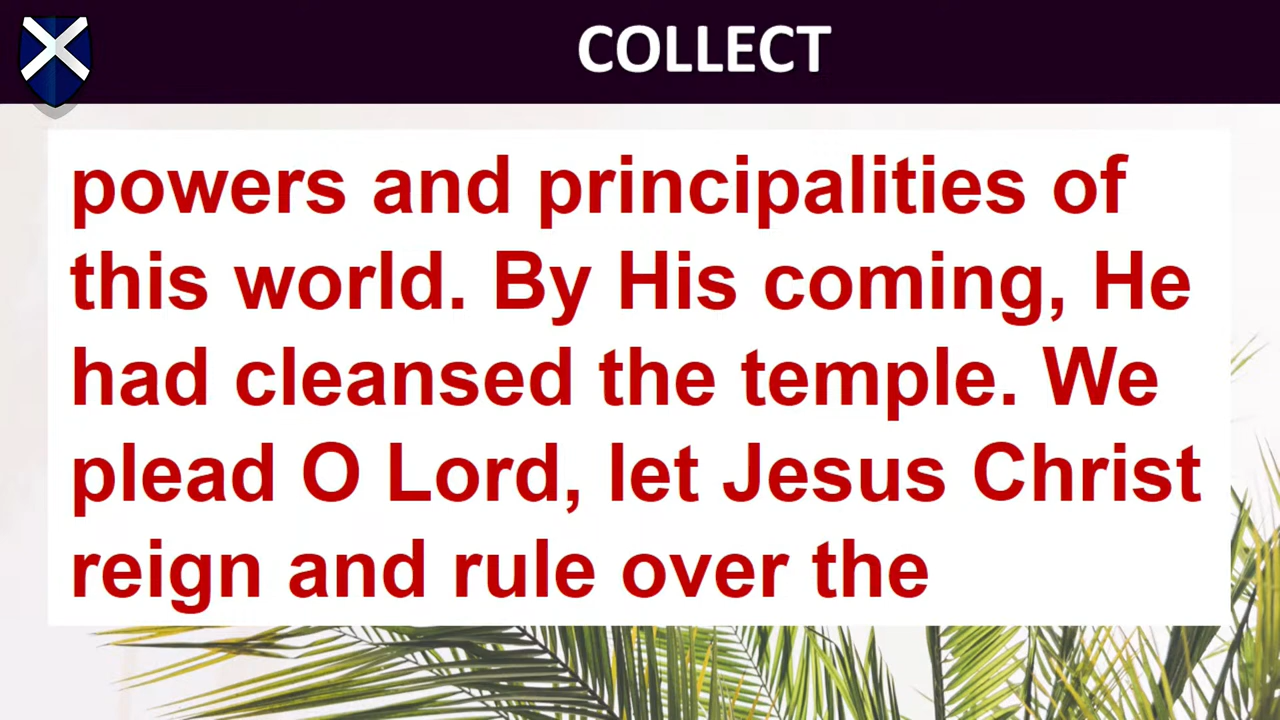 COLLECT
powers and principalities of
this world. By His coming, He
had cleansed the temple. We
plead O Lord, let Jesus Christ
reign and rule over the